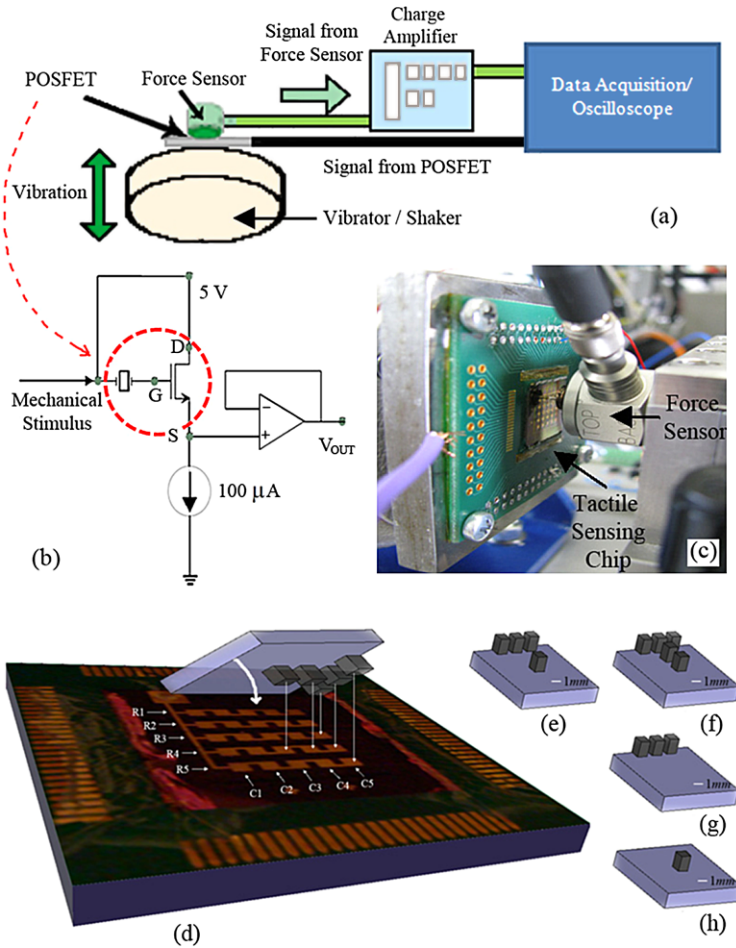 Charge
Amplifier
Signal from
Force Sensor
POSFET
Force Sensor
Data Acquisition/
Oscilloscope
Signal from POSFET
Vibration
Vibrator / Shaker
(a)
5 V
D
G
Mechanical
Stimulus
S
VOUT
100 μA
(b)
TOP
Force
Sensor
Tactile
Sensing
Chip
(c)
R1
R2
R3
R4
R5
C1
C2
C3
C4
C5
(d)
1mm
(e)
1mm
(f)
1mm
(g)
1mm
(h)